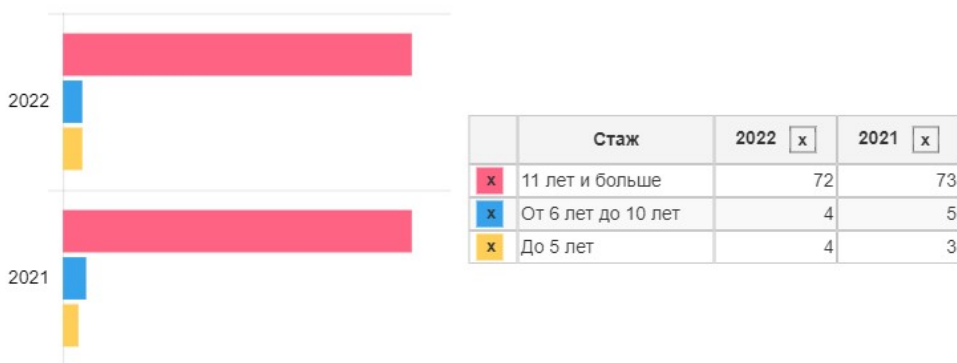 2022
2021
Стаж 2022 x 2021 x
x 11 лет и больше 72 73
x От 6 лет до 10 лет 4 5
x До 5 лет 4 3